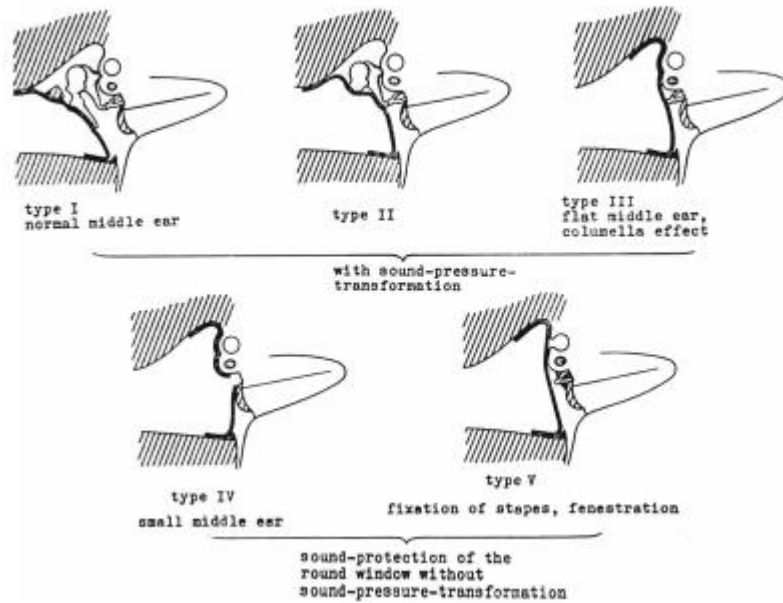 type I
normal middle ear
type II
type III
flat middle ear,
columella effect
with sound-pressure-
transformation
type IV
small middle ear
type V
fixation of stapes, fenestration
sound-protection of the
round window without
sound-pressure-transformation